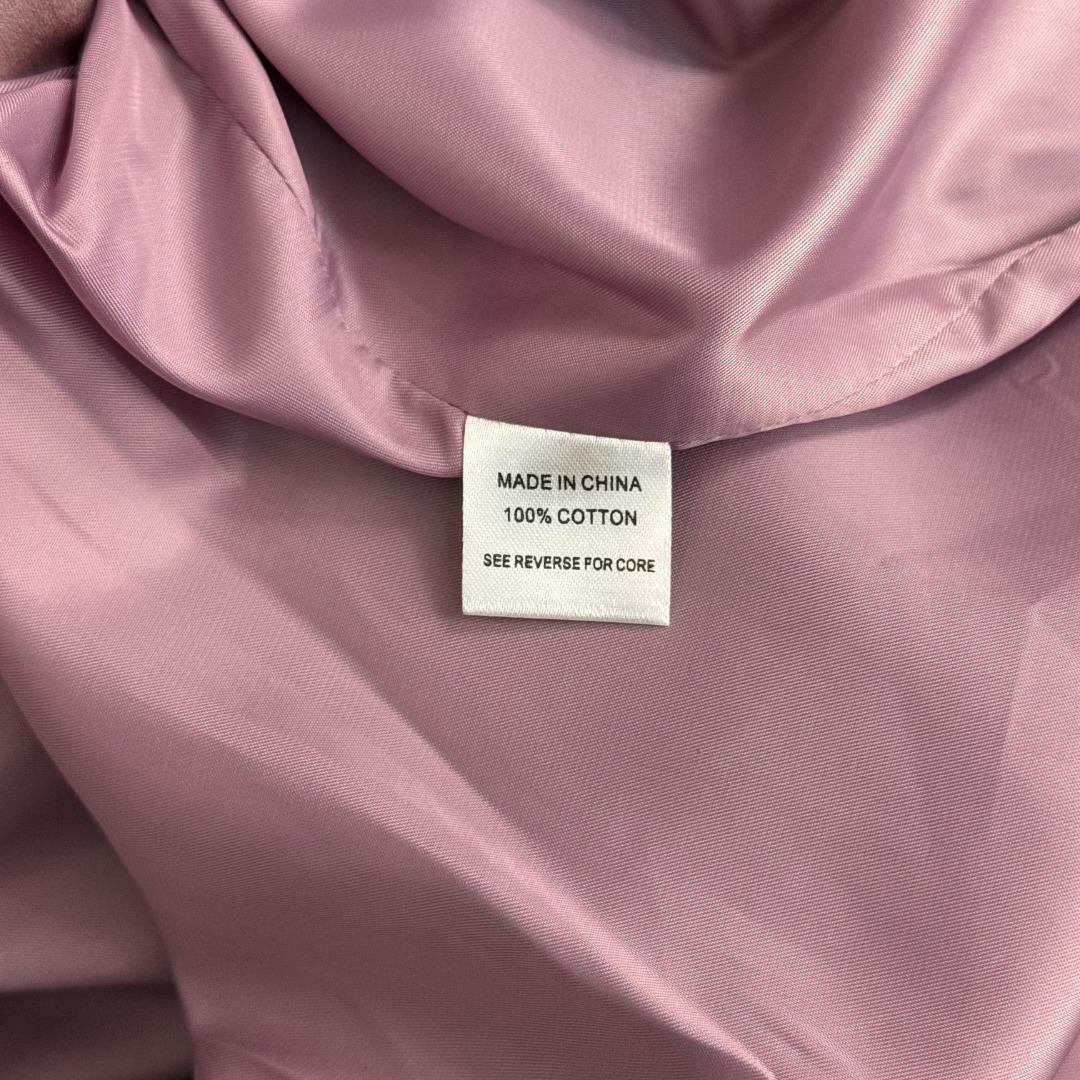 MADE IN CHINA
100% COTTON
SEE REVERSE FOR CORE